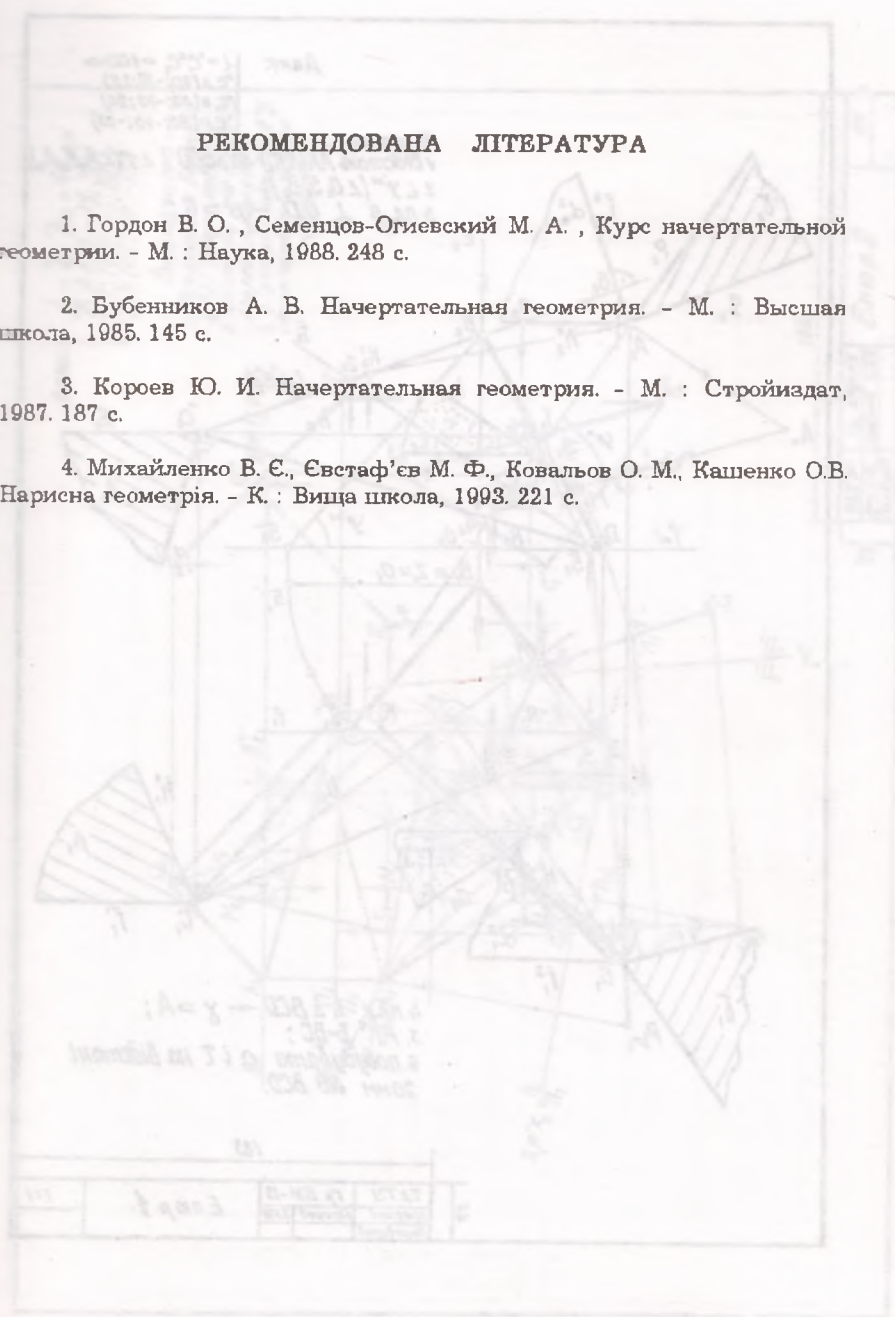 РЕКОМЕНДОВАНА ЛІТЕРАТУРА
1. Гордон В. О. , Семенцов-Огиевский М. А. , Курс начертательной
геометрии. - М. : Наука, 1988. 248 с.
2. Бубенников А. В. Начертательная геометрия. - М. : Высшая
школа, 1985. 145 с.
3. Короев Ю. И. Начертательная геометрия. - М. : Стройиздат,
1987. 187 с.
4. Михайленко В. Є., Євстаф’єв М. Ф., Ковальов О. М., Кашенко О.В.
Нарисна геометрія. - К. : Вища школа, 1993. 221 с.